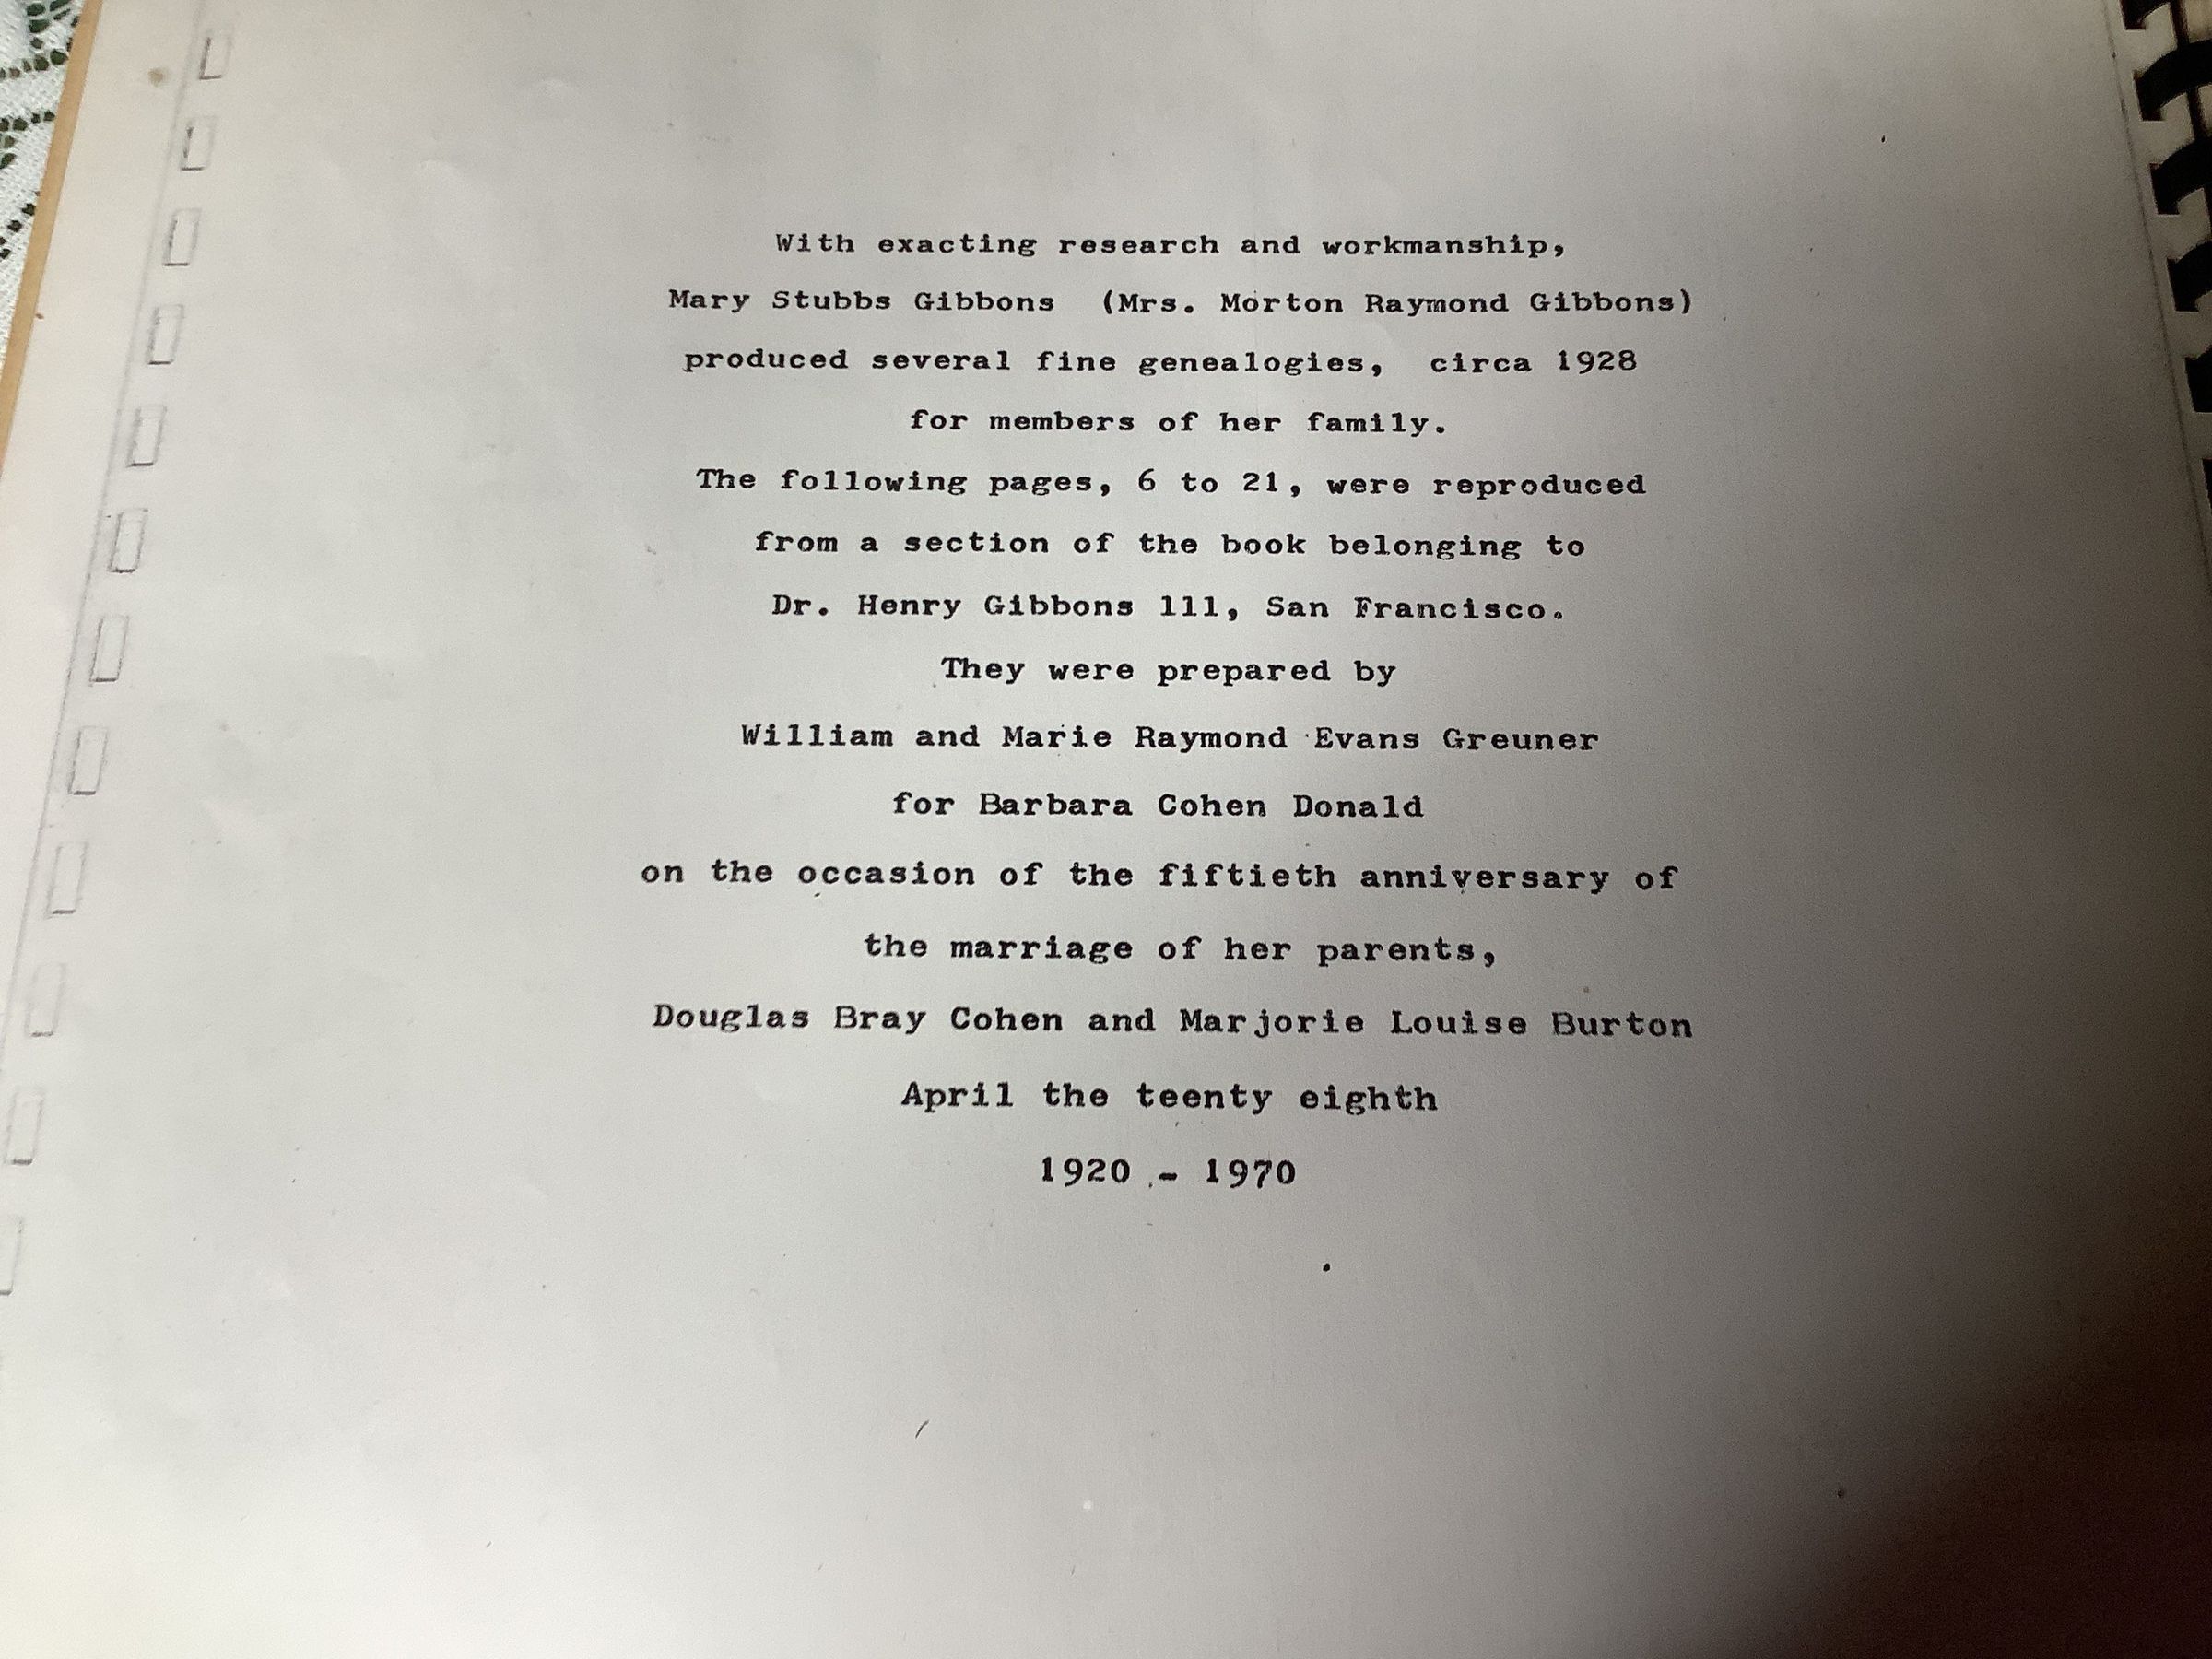 With exacting research and workmanship,
Mary Stubbs Gibbons (Mrs. Morton Raymond Gibbons)
produced several fine genealogies, circa 1928
for members of her family.
The following pages, 6 to 21, were reproduced
from a section of the book belonging to
Dr. Henry Gibbons 111, San Francisco.
They were prepared by
William and Marie Raymond Evans Greuner
for Barbara Cohen Donald
on the occasion of the fiftieth anniversary of
the marriage of her parents,
Douglas Bray Cohen and Marjorie Louise Burton
April the teenty eighth
1920 - 1970